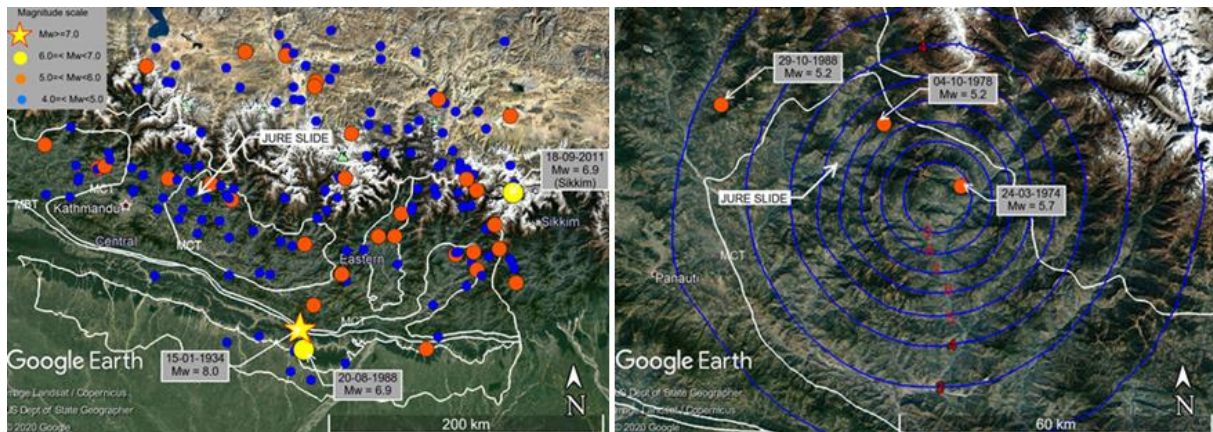 Magnitude scale
Mw>=7.0
6.0=< Mw<7.0
5.0=< Mw<6.0
4.0=< Mw<5.0
JURE SLIDE
18-09-2011
Mw = 6.9
(Sikkim)
MCT
MBT
Kathmandu
Sikkim
Central
MCT
Eastern
MCT
Google Earth
15-01-1934
Mw = 8.0
20-08-1988
Mw = 6.9
N
Image Landsat / Copernicus
US Dept of State Geographer
© 2020 Google
200 km
4
29-10-1988
Mw = 5.2
04-10-1978
Mw = 5.2
JURE SLIDE
24-03-1974
Mw = 5.7
MCT
Panauti
4
Google Earth
N
Image Landsat / Copernicus
US Dept of State Geographer
© 2020 Google
60 km